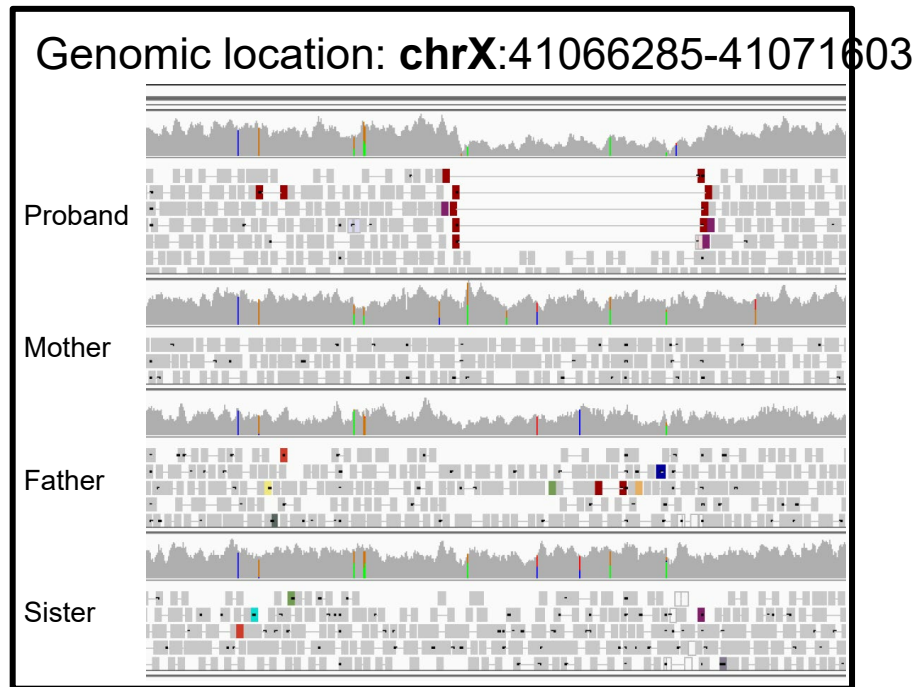 Genomic location: chrX:41066285-41071603
Proband
Mother
Father
Sister